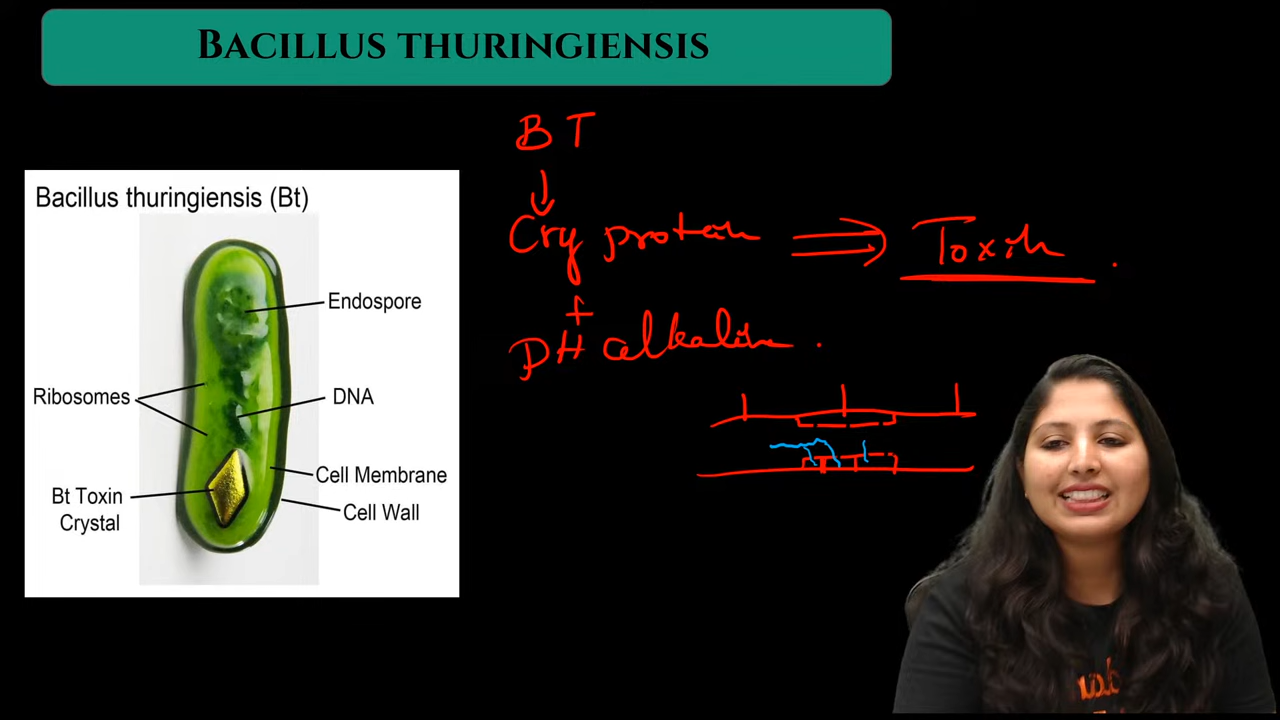 BACILLUS THURINGIENSIS
Bacillus thuringiensis (Bt)
Endospore
Ribosomes
DNA
Cell Membrane
Bt Toxin
Crystal
Cell Wall
BT
Cry protein ⇒ Toxin.
+
PH alkaline.